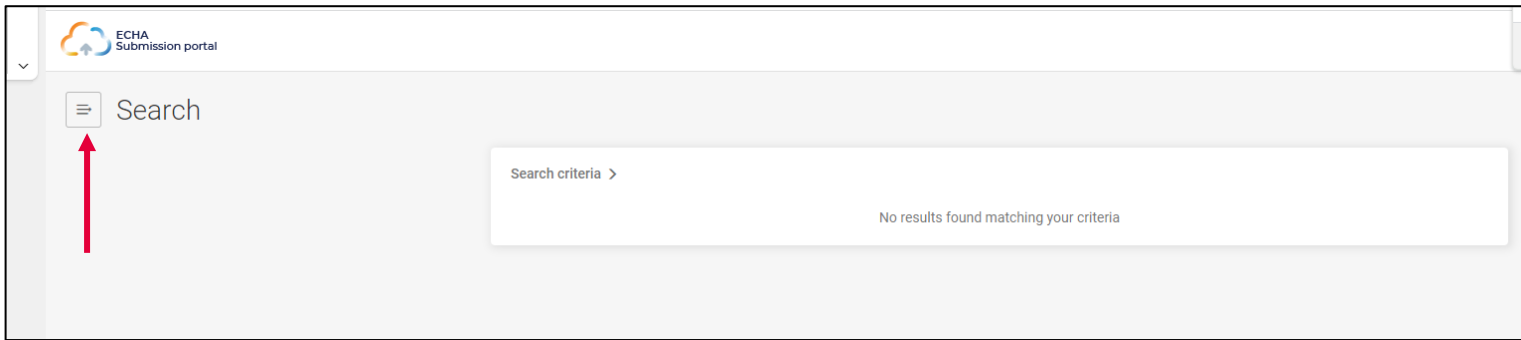 ECHA
Submission portal
Search
Search criteria
No results found matching your criteria